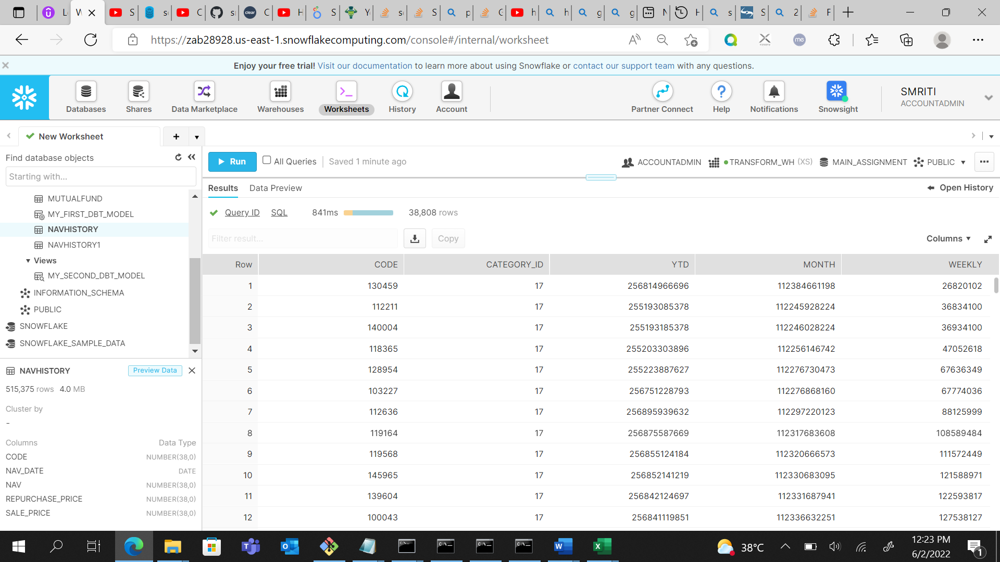 L W S s C s C H S Y s S p G h h g g N H s S 2 F
https://zab28928.us-east-1.snowflakecomputing.com/console#/internal/worksheet
me
Enjoy your free trial! Visit our documentation to learn more about using Snowflake or contact our support team with any questions.
Databases Shares Data Marketplace Warehouses Worksheets History Account Partner Connect Help Notifications Snowsight
SMRITI
ACCOUNTADMIN
New Worksheet
Find database objects
Starting with...
Run All Queries Saved 1 minute ago ACCOUNTADMIN TRANSFORM_WH (XS) MAIN_ASSIGNMENT PUBLIC
MUTUALFUND
MY_FIRST_DBT_MODEL
NAVHISTORY
NAVHISTORY1
Views
MY_SECOND_DBT_MODEL
INFORMATION_SCHEMA
PUBLIC
SNOWFLAKE
SNOWFLAKE_SAMPLE_DATA
NAVHISTORY Preview Data
515,375 rows 4.0 MB
Cluster by
-
Columns Data Type
CODE NUMBER(38,0)
NAV_DATE DATE
NAV NUMBER(38,0)
REPURCHASE_PRICE NUMBER(38,0)
SALE_PRICE NUMBER(38,0)
Results Data Preview Open History
Query ID SQL 841ms 38,808 rows
Filter result... Copy Columns
Row CODE CATEGORY_ID YTD MONTH WEEKLY
1 130459 17 256814966696 112384661198 26820102
2 112211 17 255193085378 112245928224 36834100
3 140004 17 255193185378 112246028224 36934100
4 118365 17 255203303896 112256146742 47052618
5 128954 17 255223887627 112276730473 67636349
6 103227 17 256751228793 112276868160 67774036
7 112636 17 256895939632 112297220123 88125999
8 119164 17 256875587669 112317683608 108589484
9 119568 17 256855124184 112320666573 111572449
10 145965 17 256852141219 112330683095 121588971
11 139604 17 256842124697 112331687941 122593817
12 100043 17 256841119851 112336632251 127538127
38°C
12:23 PM
6/2/2022
1